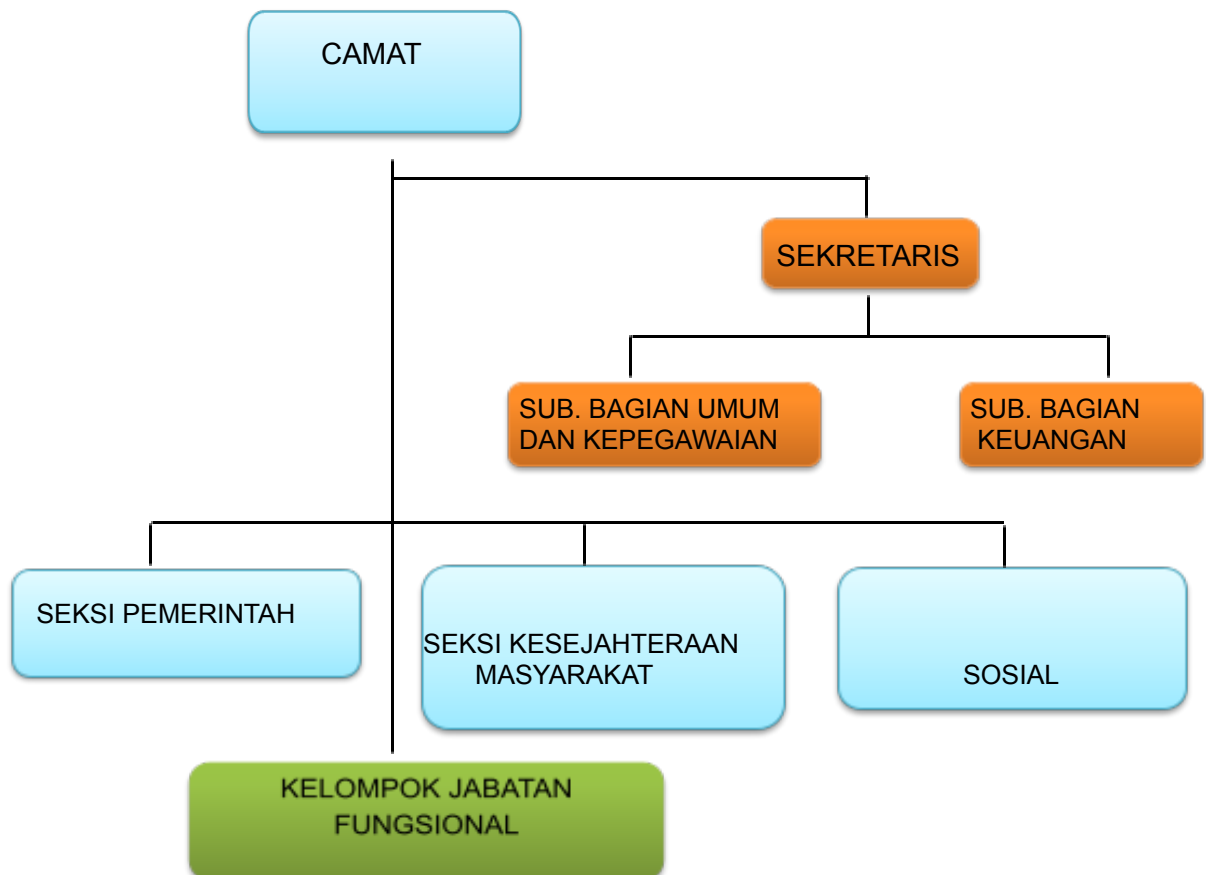 CAMAT
SEKRETARIS
SUB. BAGIAN UMUM
DAN KEPEGAWAIAN
SUB. BAGIAN
KEUANGAN
SEKSI PEMERINTAH
SEKSI KESEJAHTERAAN
MASYARAKAT
SOSIAL
KELOMPOK JABATAN
FUNGSIONAL